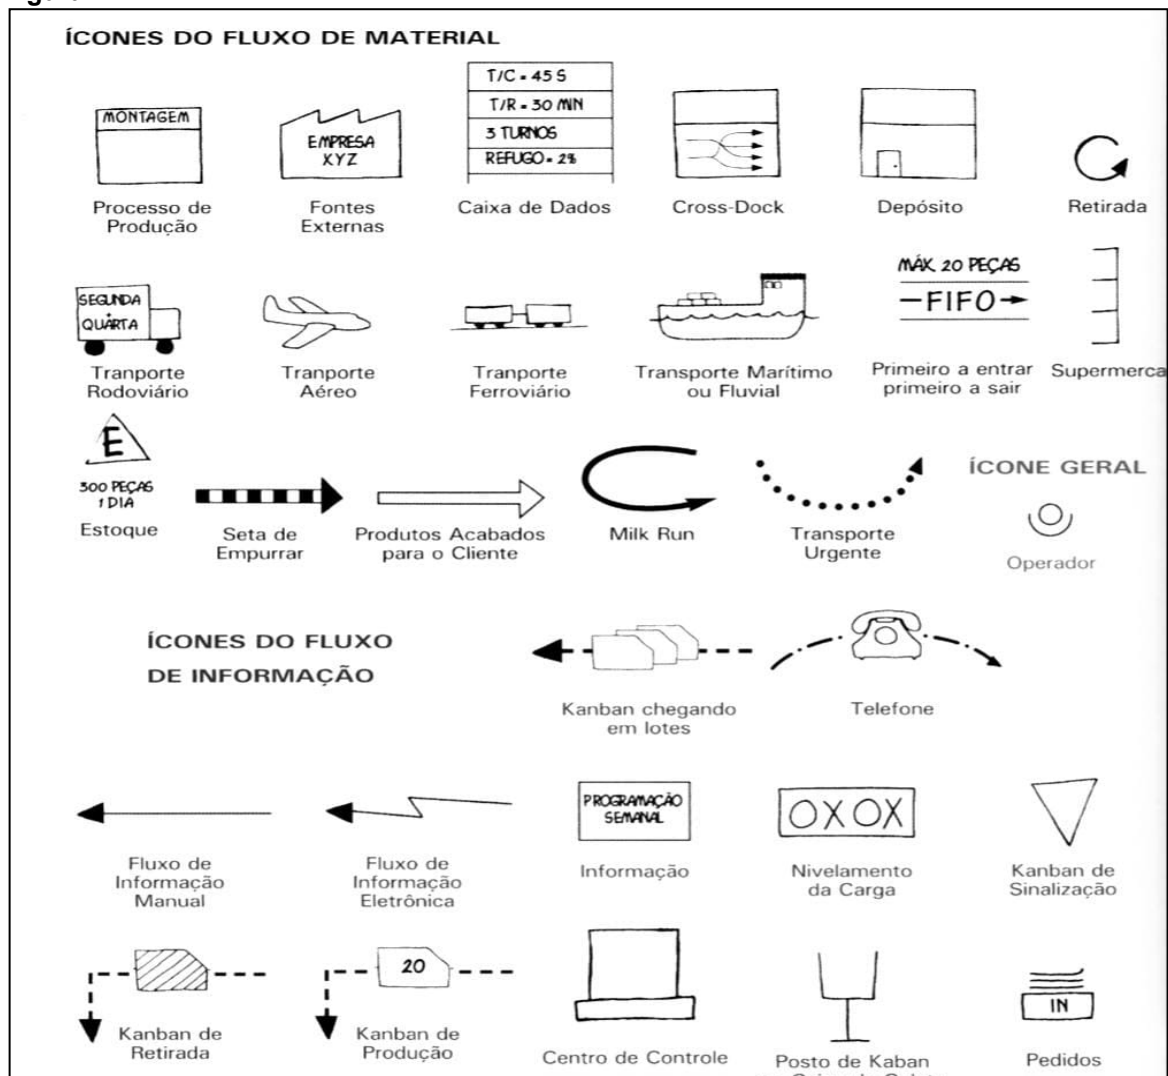 ÍCONES DO FLUXO DE MATERIAL
MONTAGEM
EMPRESA
XYZ
T/C = 45 S
T/R = 30 MIN
3 TURNOS
REFUGO = 2%
Processo de
Produção
Fontes
Externas
Caixa de Dados
Cross-Dock
Depósito
Retirada
SEGUNDA
+
QUARTA
MÁX. 20 PEÇAS
FIFO
Tranporte
Rodoviário
Tranporte
Aéreo
Tranporte
Ferroviário
Transporte Marítimo
ou Fluvial
Primeiro a entrar
primeiro a sair
Supermerca
E
300 PEÇAS
1 DIA
Estoque
Seta de
Empurrar
Produtos Acabados
para o Cliente
Milk Run
Transporte
Urgente
ÍCONE GERAL
Operador
ÍCONES DO FLUXO
DE INFORMAÇÃO
Kanban chegando
em lotes
Telefone
PROGRAMAÇÃO
SEMANAL
OXOX
Fluxo de
Informação
Manual
Fluxo de
Informação
Eletrônica
Informação
Nivelamento
da Carga
Kanban de
Sinalização
20
IN
Kanban de
Retirada
Kanban de
Produção
Centro de Controle
Posto de Kaban
Pedidos